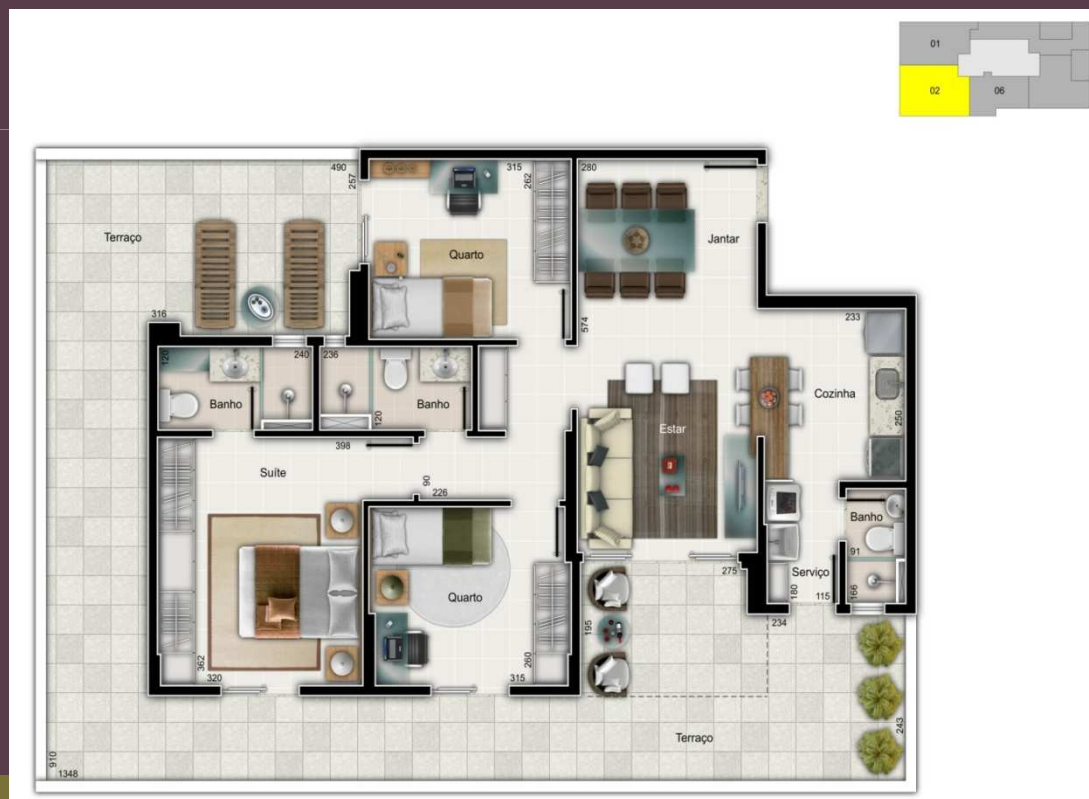 01
02
06
490
257
315
262
280
Terraço
Quarto
Jantar
316
574
233
120
240
236
Banho
120
Banho
Cozinha
250
398
Estar
Suíte
90
226
Banho
91
275
Serviço
180
115
166
234
Quarto
195
362
320
260
315
Terraço
243
910
1348